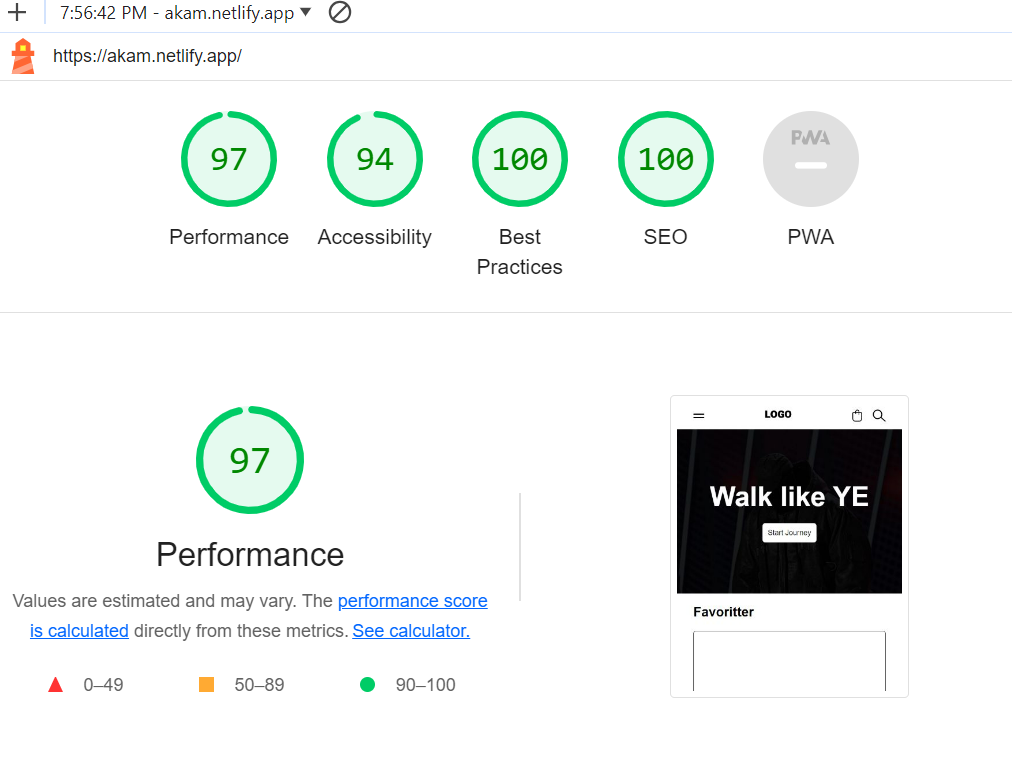 7:56:42 PM - akam.netlify.app
https://akam.netlify.app/
97
94
100
100
PWA
Performance
Accessibility
Best
Practices
SEO
PWA
97
Performance
Values are estimated and may vary. The performance score
is calculated directly from these metrics. See calculator.
0–49
50–89
90–100
LOGO
Walk like YE
Start Journey
Favoritter